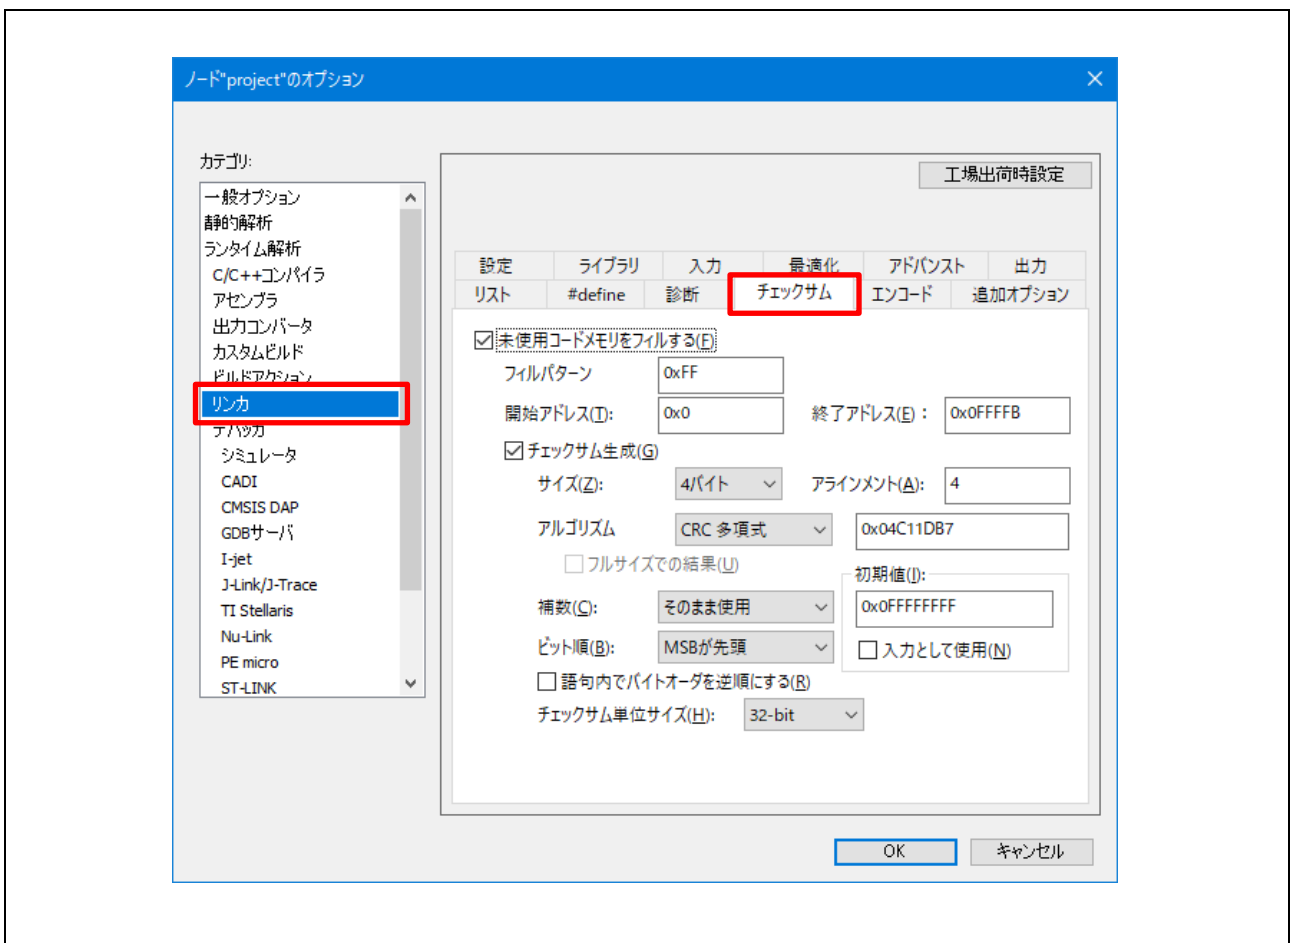 ノード"project"のオプション
カテゴリ:
一般オプション
静的解析
ランタイム解析
C/C++コンパイラ
アセンブラ
出力コンバータ
カスタムビルド
ビルドアクション
リンカ
デバッガ
シミュレータ
CADI
CMSIS DAP
GDBサーバ
I-jet
J-Link/J-Trace
TI Stellaris
Nu-Link
PE micro
ST-LINK
工場出荷時設定
設定 ライブラリ 入力 最適化 アドバンスト 出力
リスト #define 診断 チェックサム エンコード 追加オプション
未使用コードメモリをフィルする(F)
フィルパターン 0xFF
開始アドレス(T): 0x0 終了アドレス(E)： 0x0FFFFB
チェックサム生成(G)
サイズ(Z): 4バイト アラインメント(A): 4
アルゴリズム CRC 多項式 0x04C11DB7
フルサイズでの結果(U)
初期値(I):
補数(C): そのまま使用 0x0FFFFFFFF
ビット順(B): MSBが先頭 入力として使用(N)
語句内でバイトオーダを逆順にする(R)
チェックサム単位サイズ(H): 32-bit
OK キャンセル